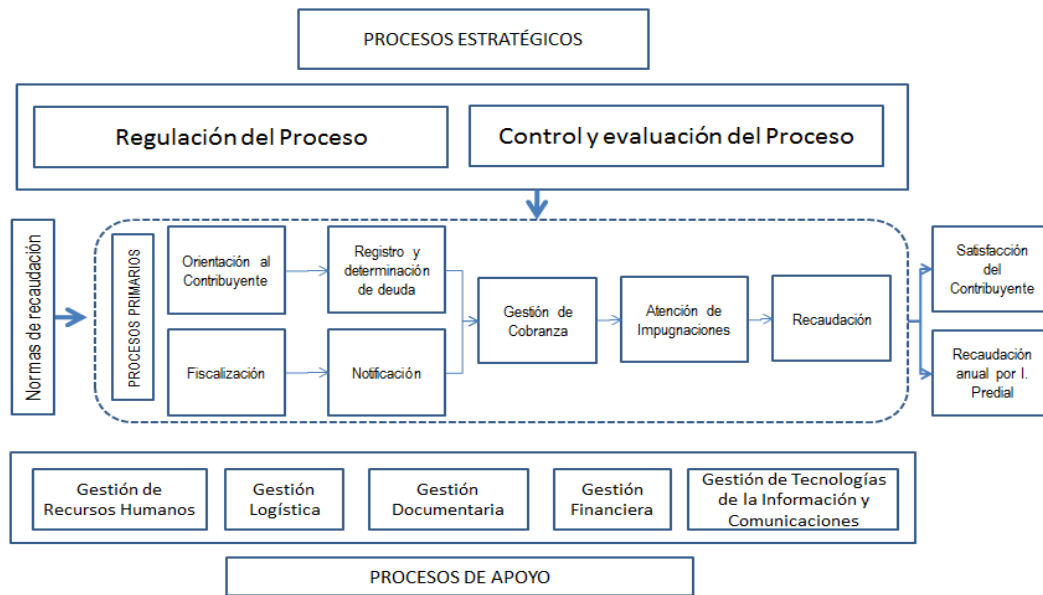 PROCESOS ESTRATÉGICOS
Regulación del Proceso
Control y evaluación del Proceso
Normas de recaudación
PROCESOS PRIMARIOS
Orientación al
Contribuyente
Registro y
determinación
de deuda
Fiscalización
Notificación
Gestión de
Cobranza
Atención de
Impugnaciones
Recaudación
Satisfacción
del
Contribuyente
Recaudación
anual por I.
Predial
Gestión de
Recursos Humanos
Gestión
Logística
Gestión
Documentaria
Gestión
Financiera
Gestión de Tecnologías
de la Información y
Comunicaciones
PROCESOS DE APOYO